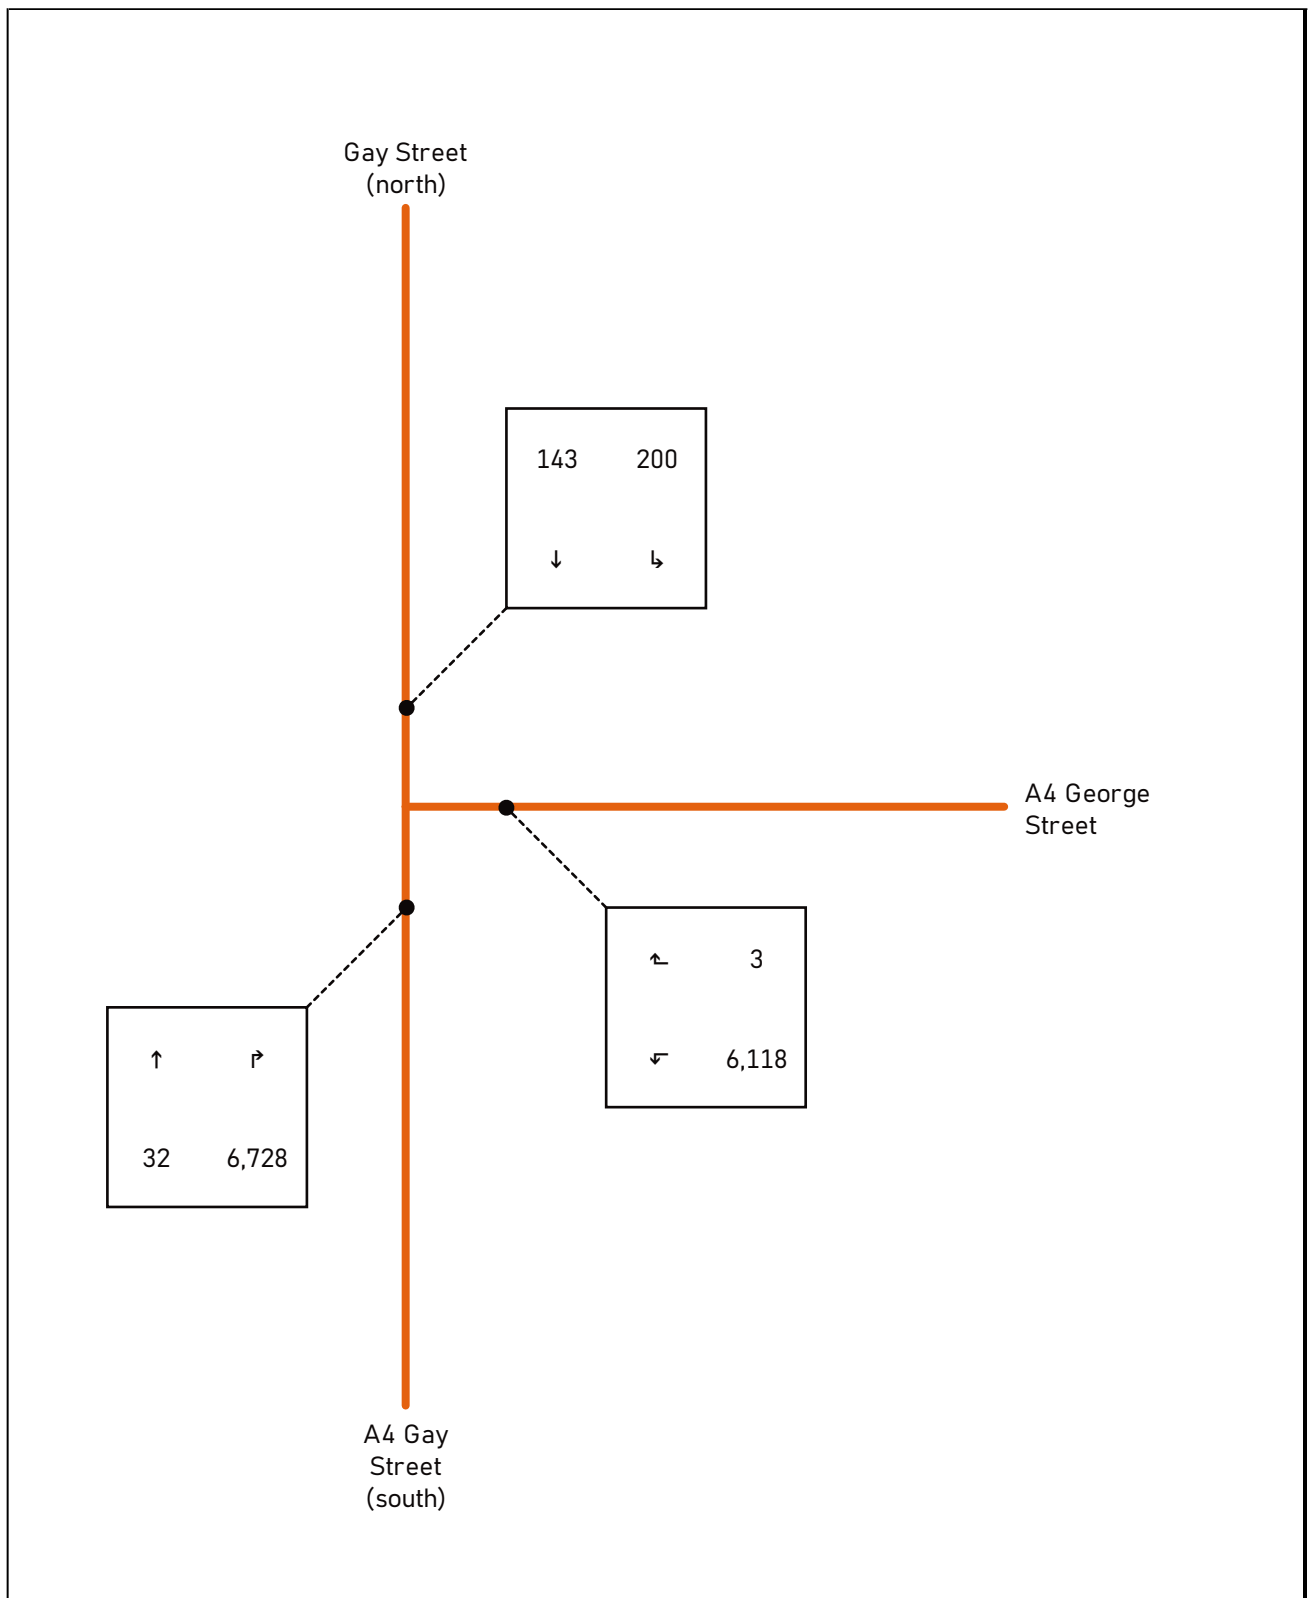 Gay Street
(north)
143 200
↓ ↳
A4 George
Street
⬑ 3
⬐ 6,118
↑ ↱
32 6,728
A4 Gay
Street
(south)